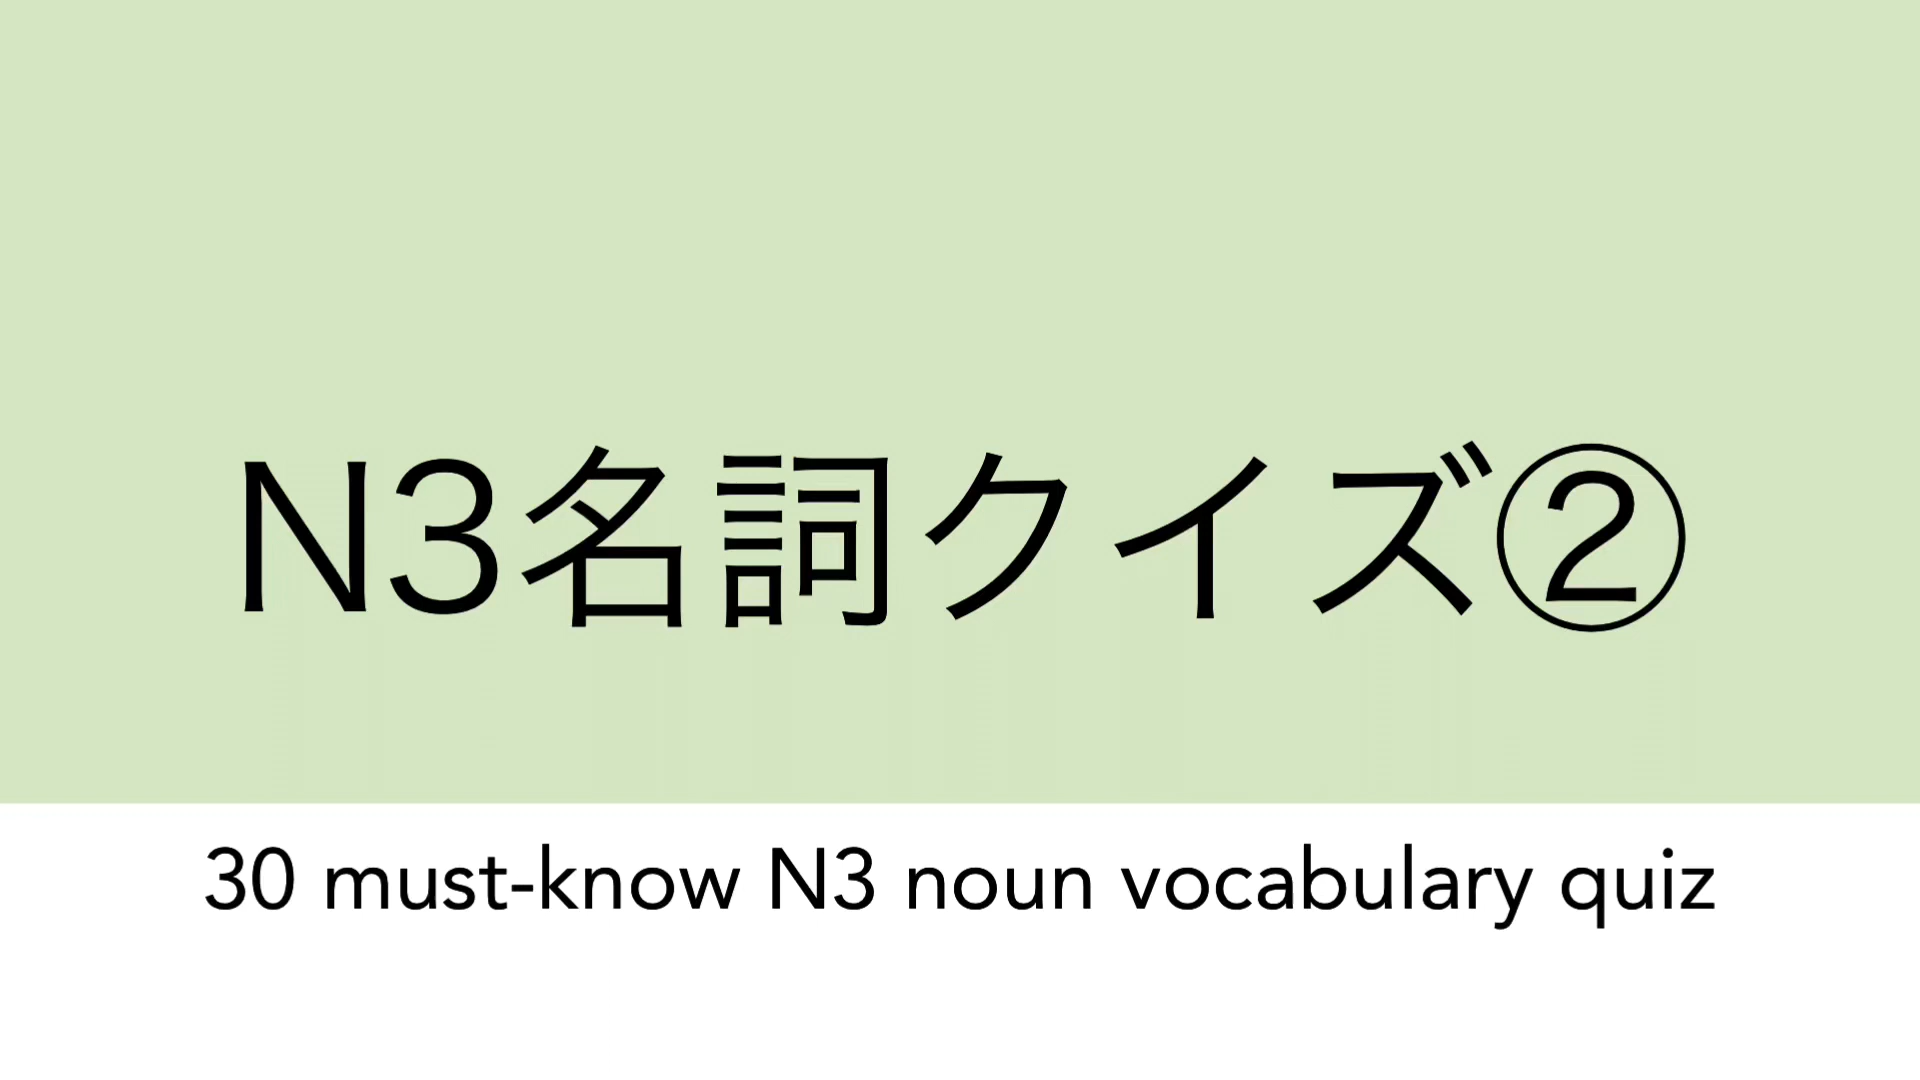 N3名詞クイズ②
30 must-know N3 noun vocabulary quiz